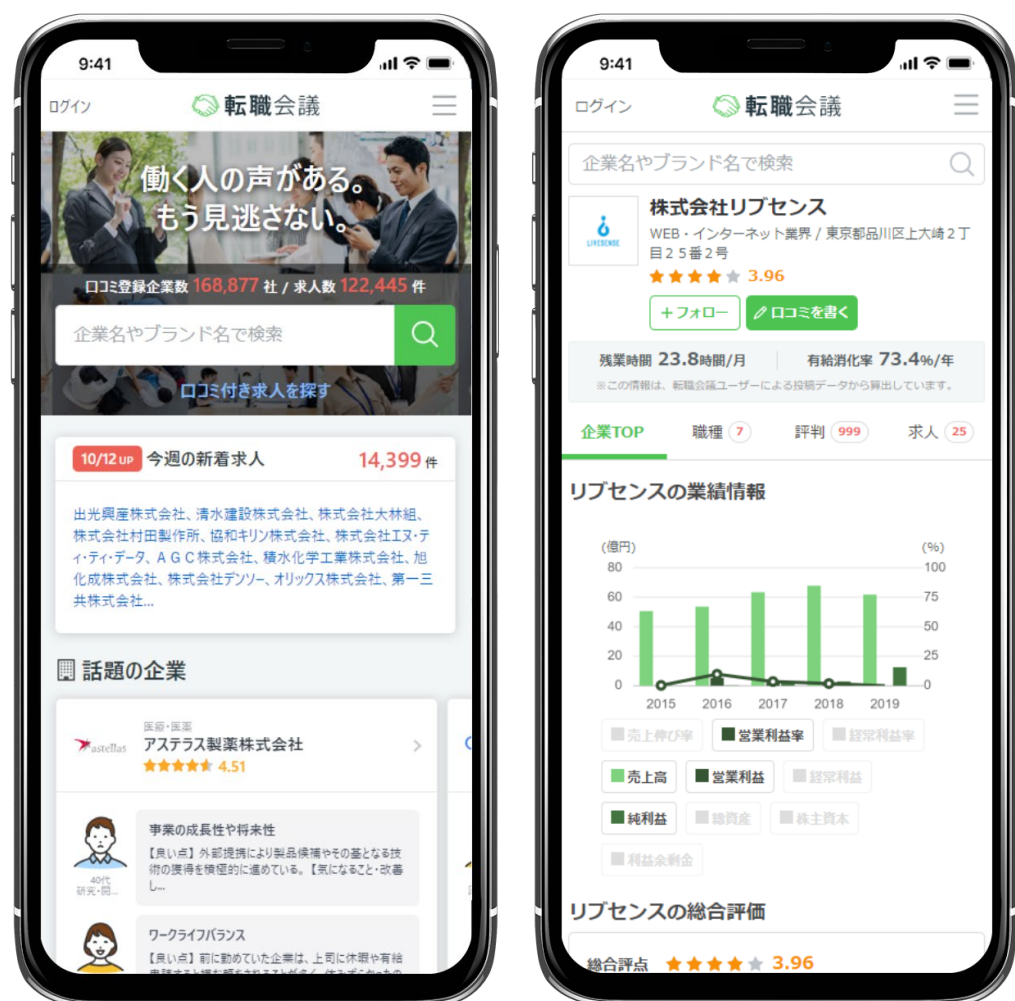 9:41
ログイン
転職会議
働く人の声がある。
もう見逃さない。
口コミ登録企業数 168,877 社 / 求人数 122,445 件
企業名やブランド名で検索
口コミ付き求人を探す
10/12 UP 今週の新着求人 14,399 件
出光興産株式会社、清水建設株式会社、株式会社大林組、
株式会社村田製作所、協和キリン株式会社、株式会社エヌ・テ
ィ・ティ・データ、ＡＧＣ株式会社、積水化学工業株式会社、旭
化成株式会社、株式会社デンソー、オリックス株式会社、第一三
共株式会社...
話題の企業
医療・医薬
astellas アステラス製薬株式会社
4.51
事業の成長性や将来性
【良い点】外部提携により製品候補やその基となる技
術の獲得を積極的に進めている。【気になること・改善
し...
40代
研究・開...
ワークライフバランス
【良い点】前に勤めていた企業は、上司に休暇や有給
9:41
ログイン
転職会議
企業名やブランド名で検索
LIVESENSE
株式会社リブセンス
WEB・インターネット業界 / 東京都品川区上大崎２丁
目２５番２号
3.96
+フォロー 口コミを書く
残業時間 23.8時間/月 有給消化率 73.4%/年
※この情報は、転職会議ユーザーによる投稿データから算出しています。
企業TOP 職種 7 評判 999 求人 25
リブセンスの業績情報
(億円) (%)
80 100
60 75
40 50
20 25
0 0
2015 2016 2017 2018 2019
売上伸び率 営業利益率 経常利益率
売上高 営業利益 経常利益
純利益 総資産 株主資本
利益余剰金
リブセンスの総合評価
総合評点 3.96